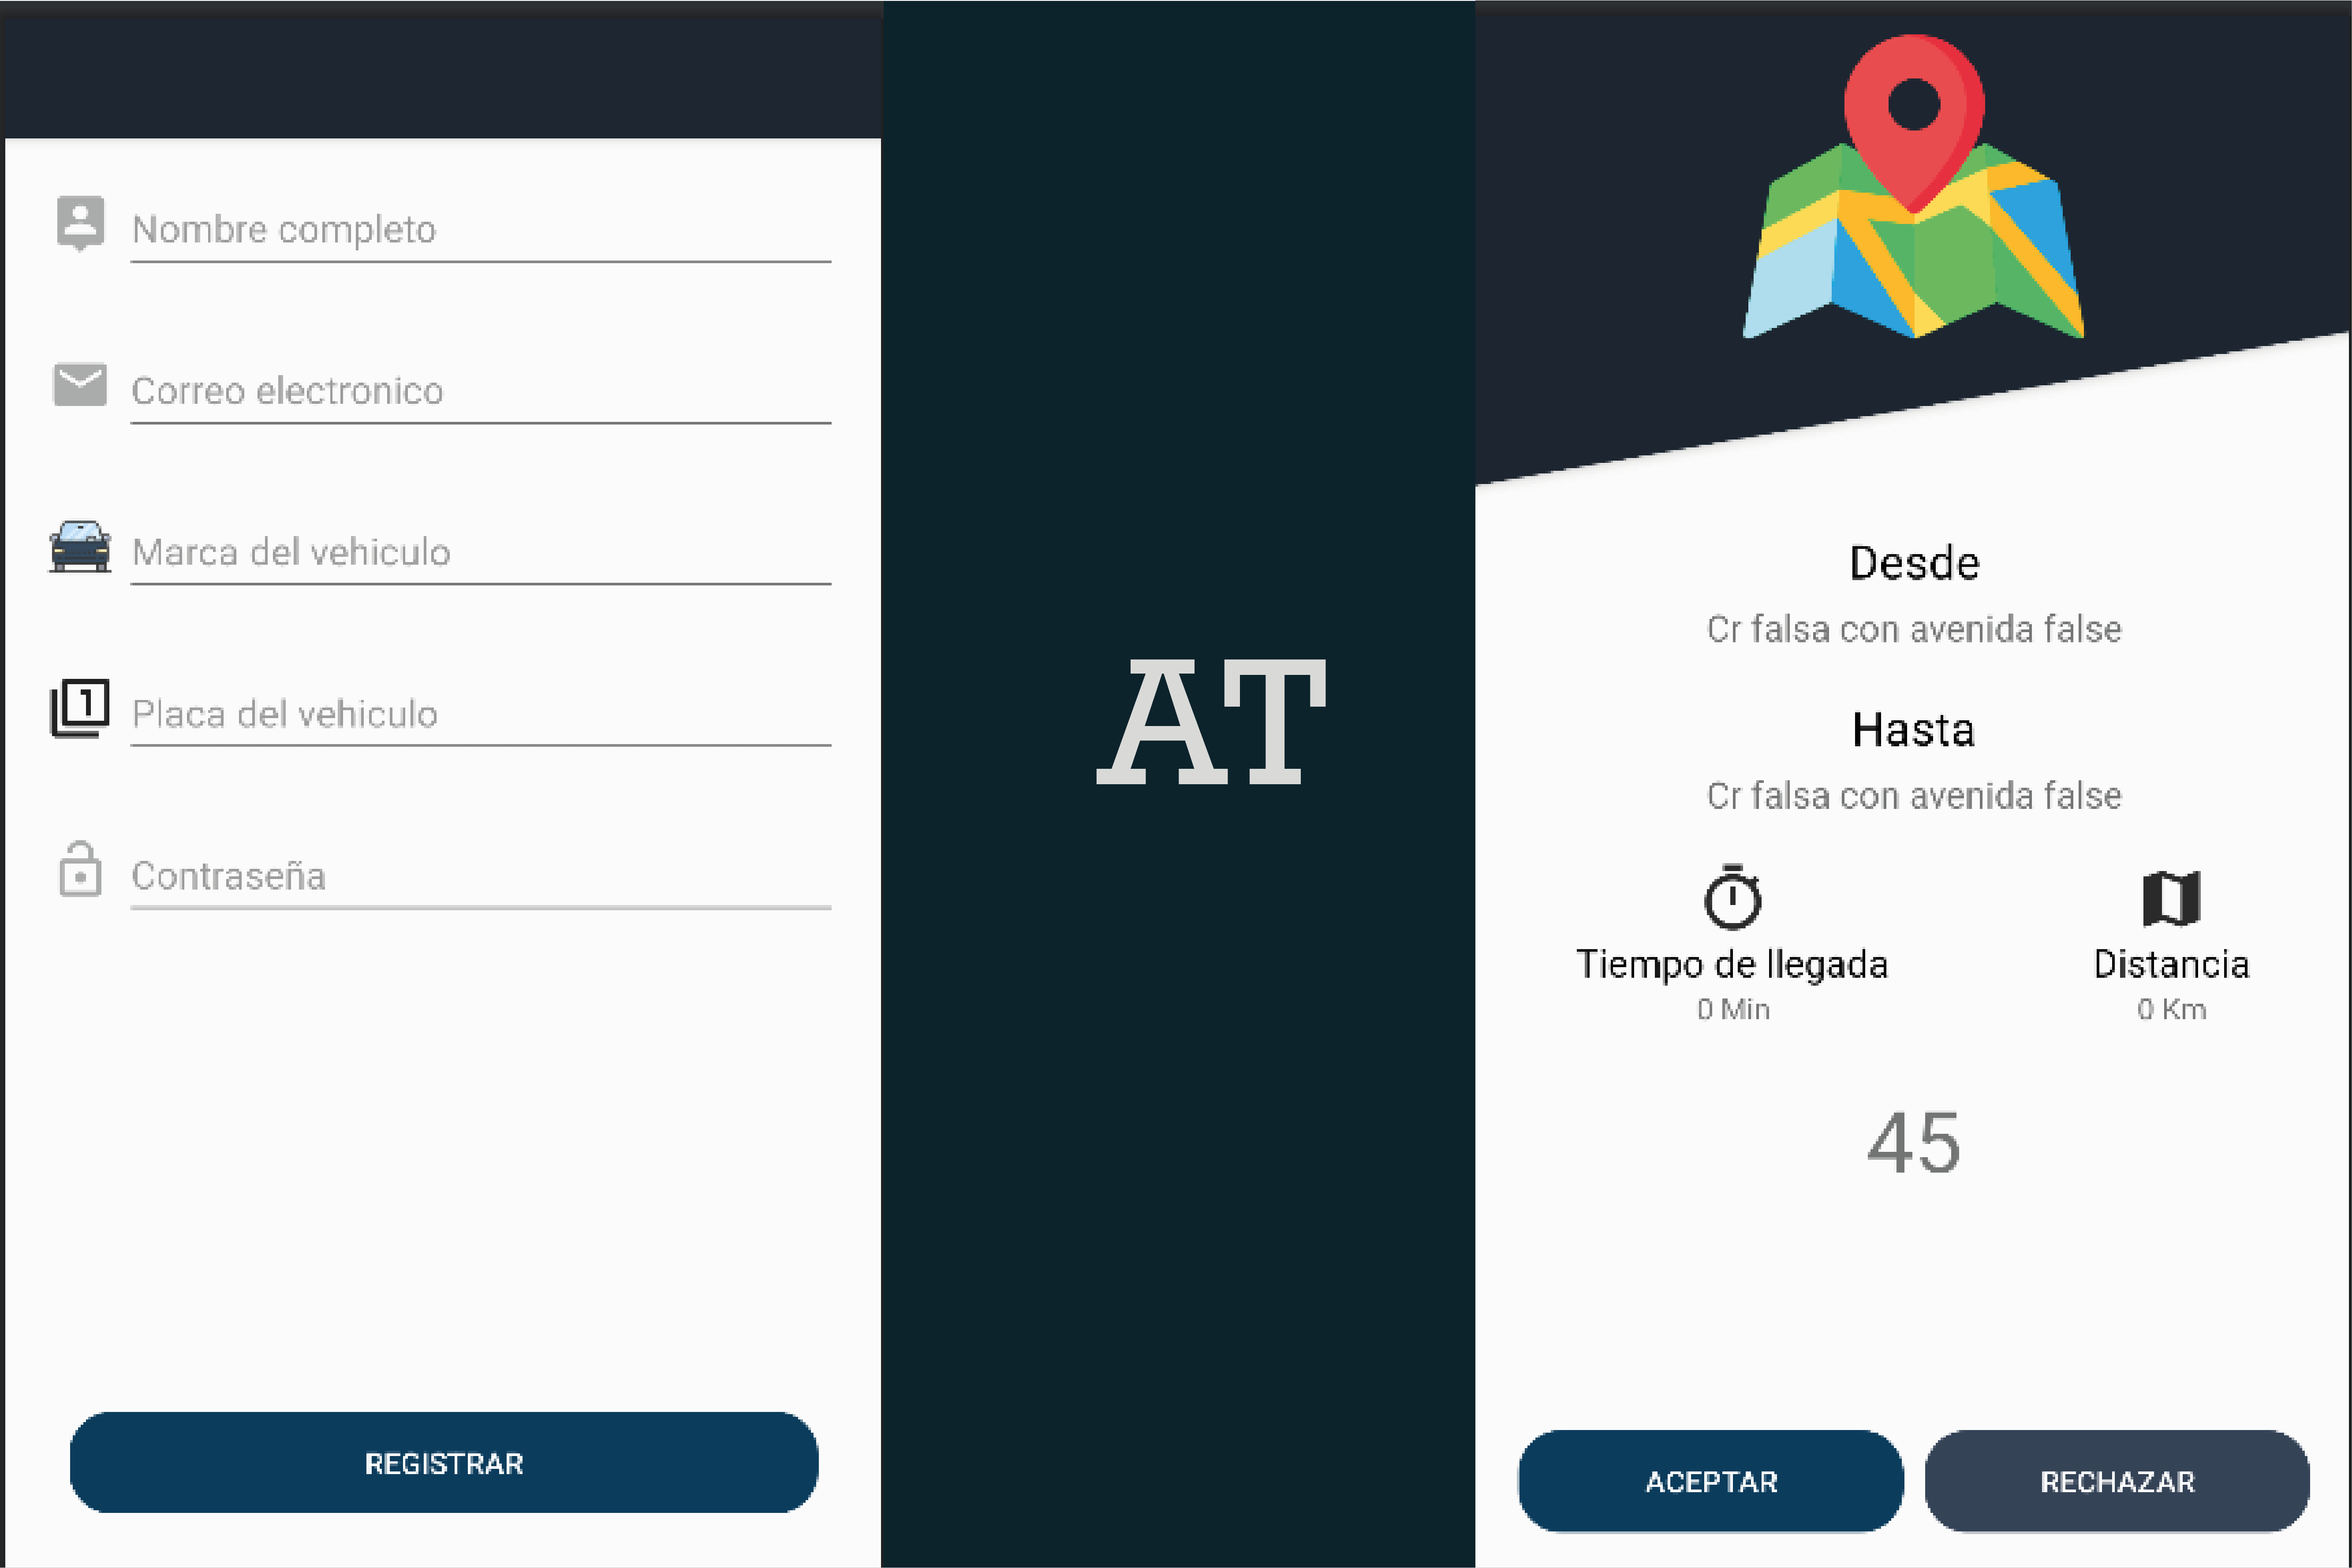 Nombre completo
Correo electronico
Marca del vehiculo
1
Placa del vehiculo
Contraseña
REGISTRAR
AT
Desde
Cr falsa con avenida false
Hasta
Cr falsa con avenida false
Tiempo de llegada
0 Min
Distancia
0 Km
45
ACEPTAR
RECHAZAR